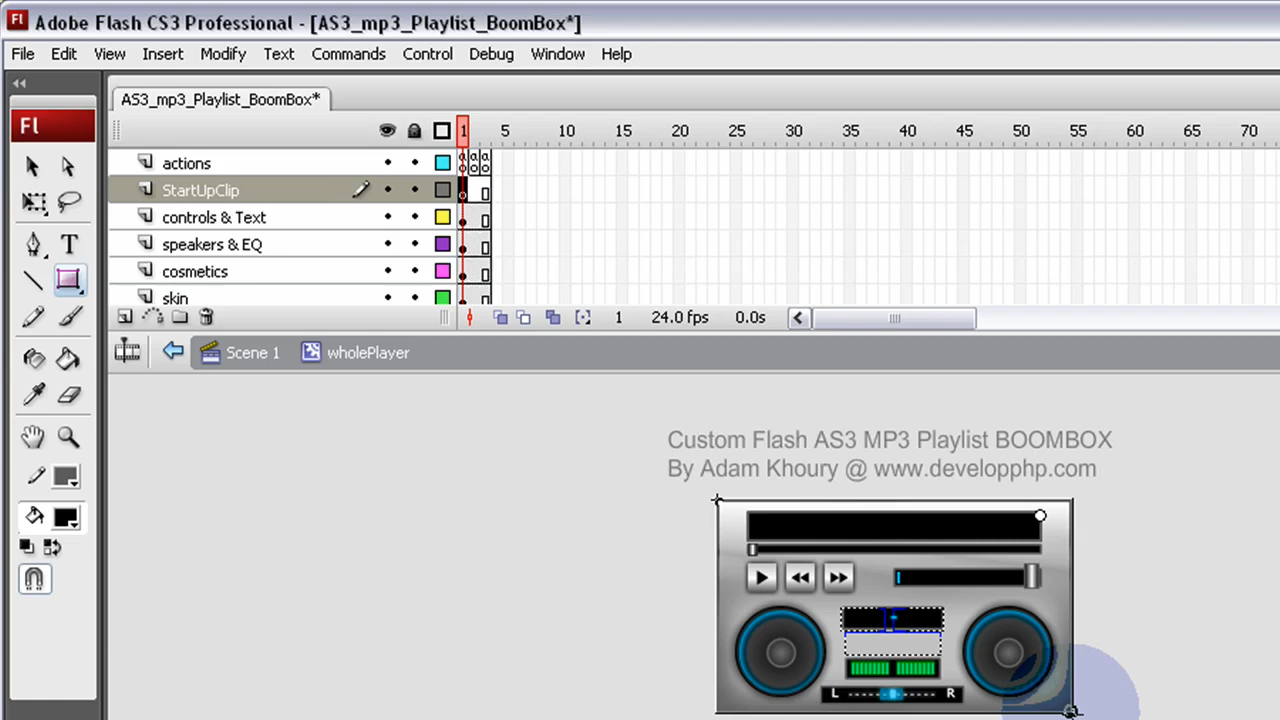 Fl Adobe Flash CS3 Professional - [AS3_mp3_Playlist_BoomBox*]
File Edit View Insert Modify Text Commands Control Debug Window Help
AS3_mp3_Playlist_BoomBox*
Fl
1 5 10 15 20 25 30 35 40 45 50 55 60 65 70
actions
StartUpClip
controls & Text
speakers & EQ
cosmetics
skin
1 24.0 fps 0.0s
Scene 1 wholePlayer
Custom Flash AS3 MP3 Playlist BOOMBOX
By Adam Khoury @ www.developphp.com
L R